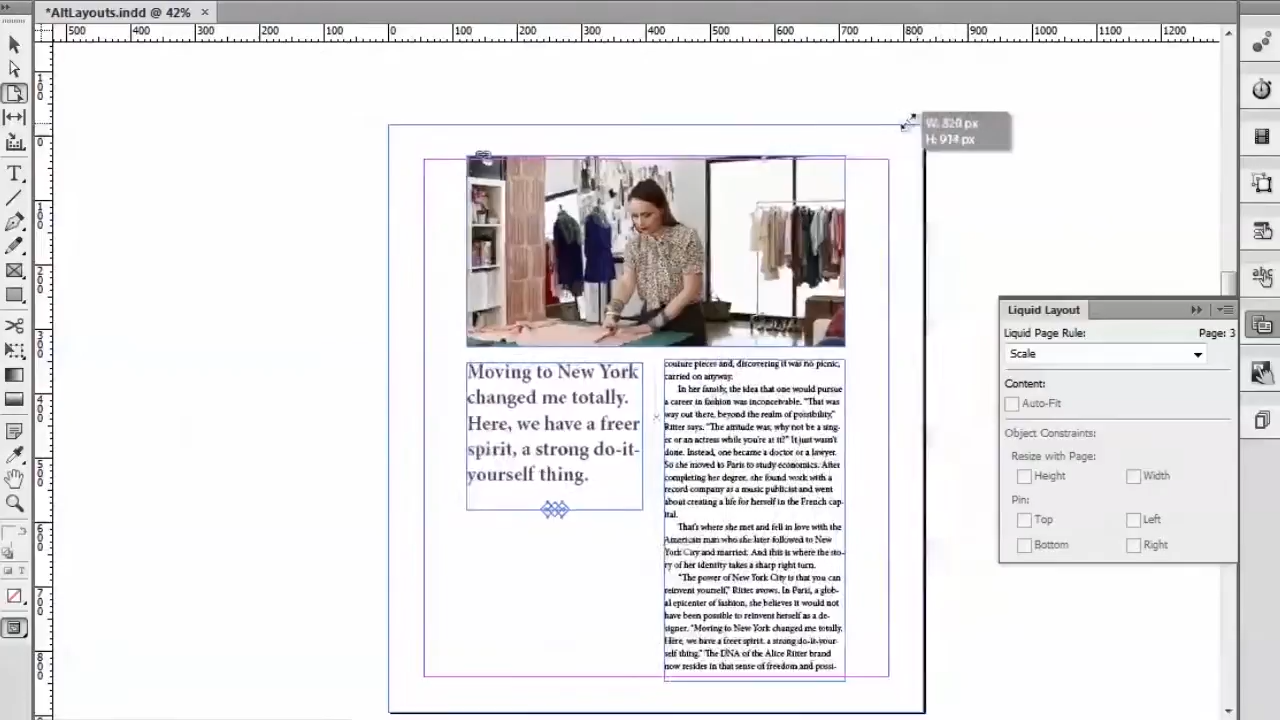 *AltLayouts.indd @ 42%
×
500
400
300
200
100
0
100
200
300
400
500
600
700
800
900
1000
1100
1200
100
0
100
200
300
400
500
600
700
800
H: 914 px
Liquid Layout
Liquid Page Rule:
Page: 3
Scale
Content:
Auto-Fit
Object Constraints:
Resize with Page:
Height
Width
Pin:
Top
Left
Bottom
Right
T
abc
Moving to New York
changed me totally.
Here, we have a freer
spirit, a strong do-it-
yourself thing.
couture pieces and, discovering it was no picnic,
carried on anyway.
In her family, the idea that one would pursue
a career in fashion was inconceivable. "That was
way out there, beyond the realm of possibility,"
Ritter says. "The attitude was, why not be a sing-
er or an actress while you're at it?" It just wasn't
done. Instead, one became a doctor or a lawyer.
So she moved to Paris to study economics. After
completing her degree, she found work with a
record company as a music publicist and went
about creating a life for herself in the French cap-
ital.
That's where she met and fell in love with the
American man who she later followed to New
York City and married. And this is where the sto-
ry of her identity takes a sharp right turn.
"The power of New York City is that you can
reinvent yourself," Ritter avows. In Paris, a glob-
al epicenter of fashion, she believes it would not
have been possible to reinvent herself as a de-
signer. "Moving to New York changed me totally.
Here, we have a freer spirit, a strong do-it-your-
self thing." The DNA of the Alice Ritter brand
now resides in that sense of freedom and possi-